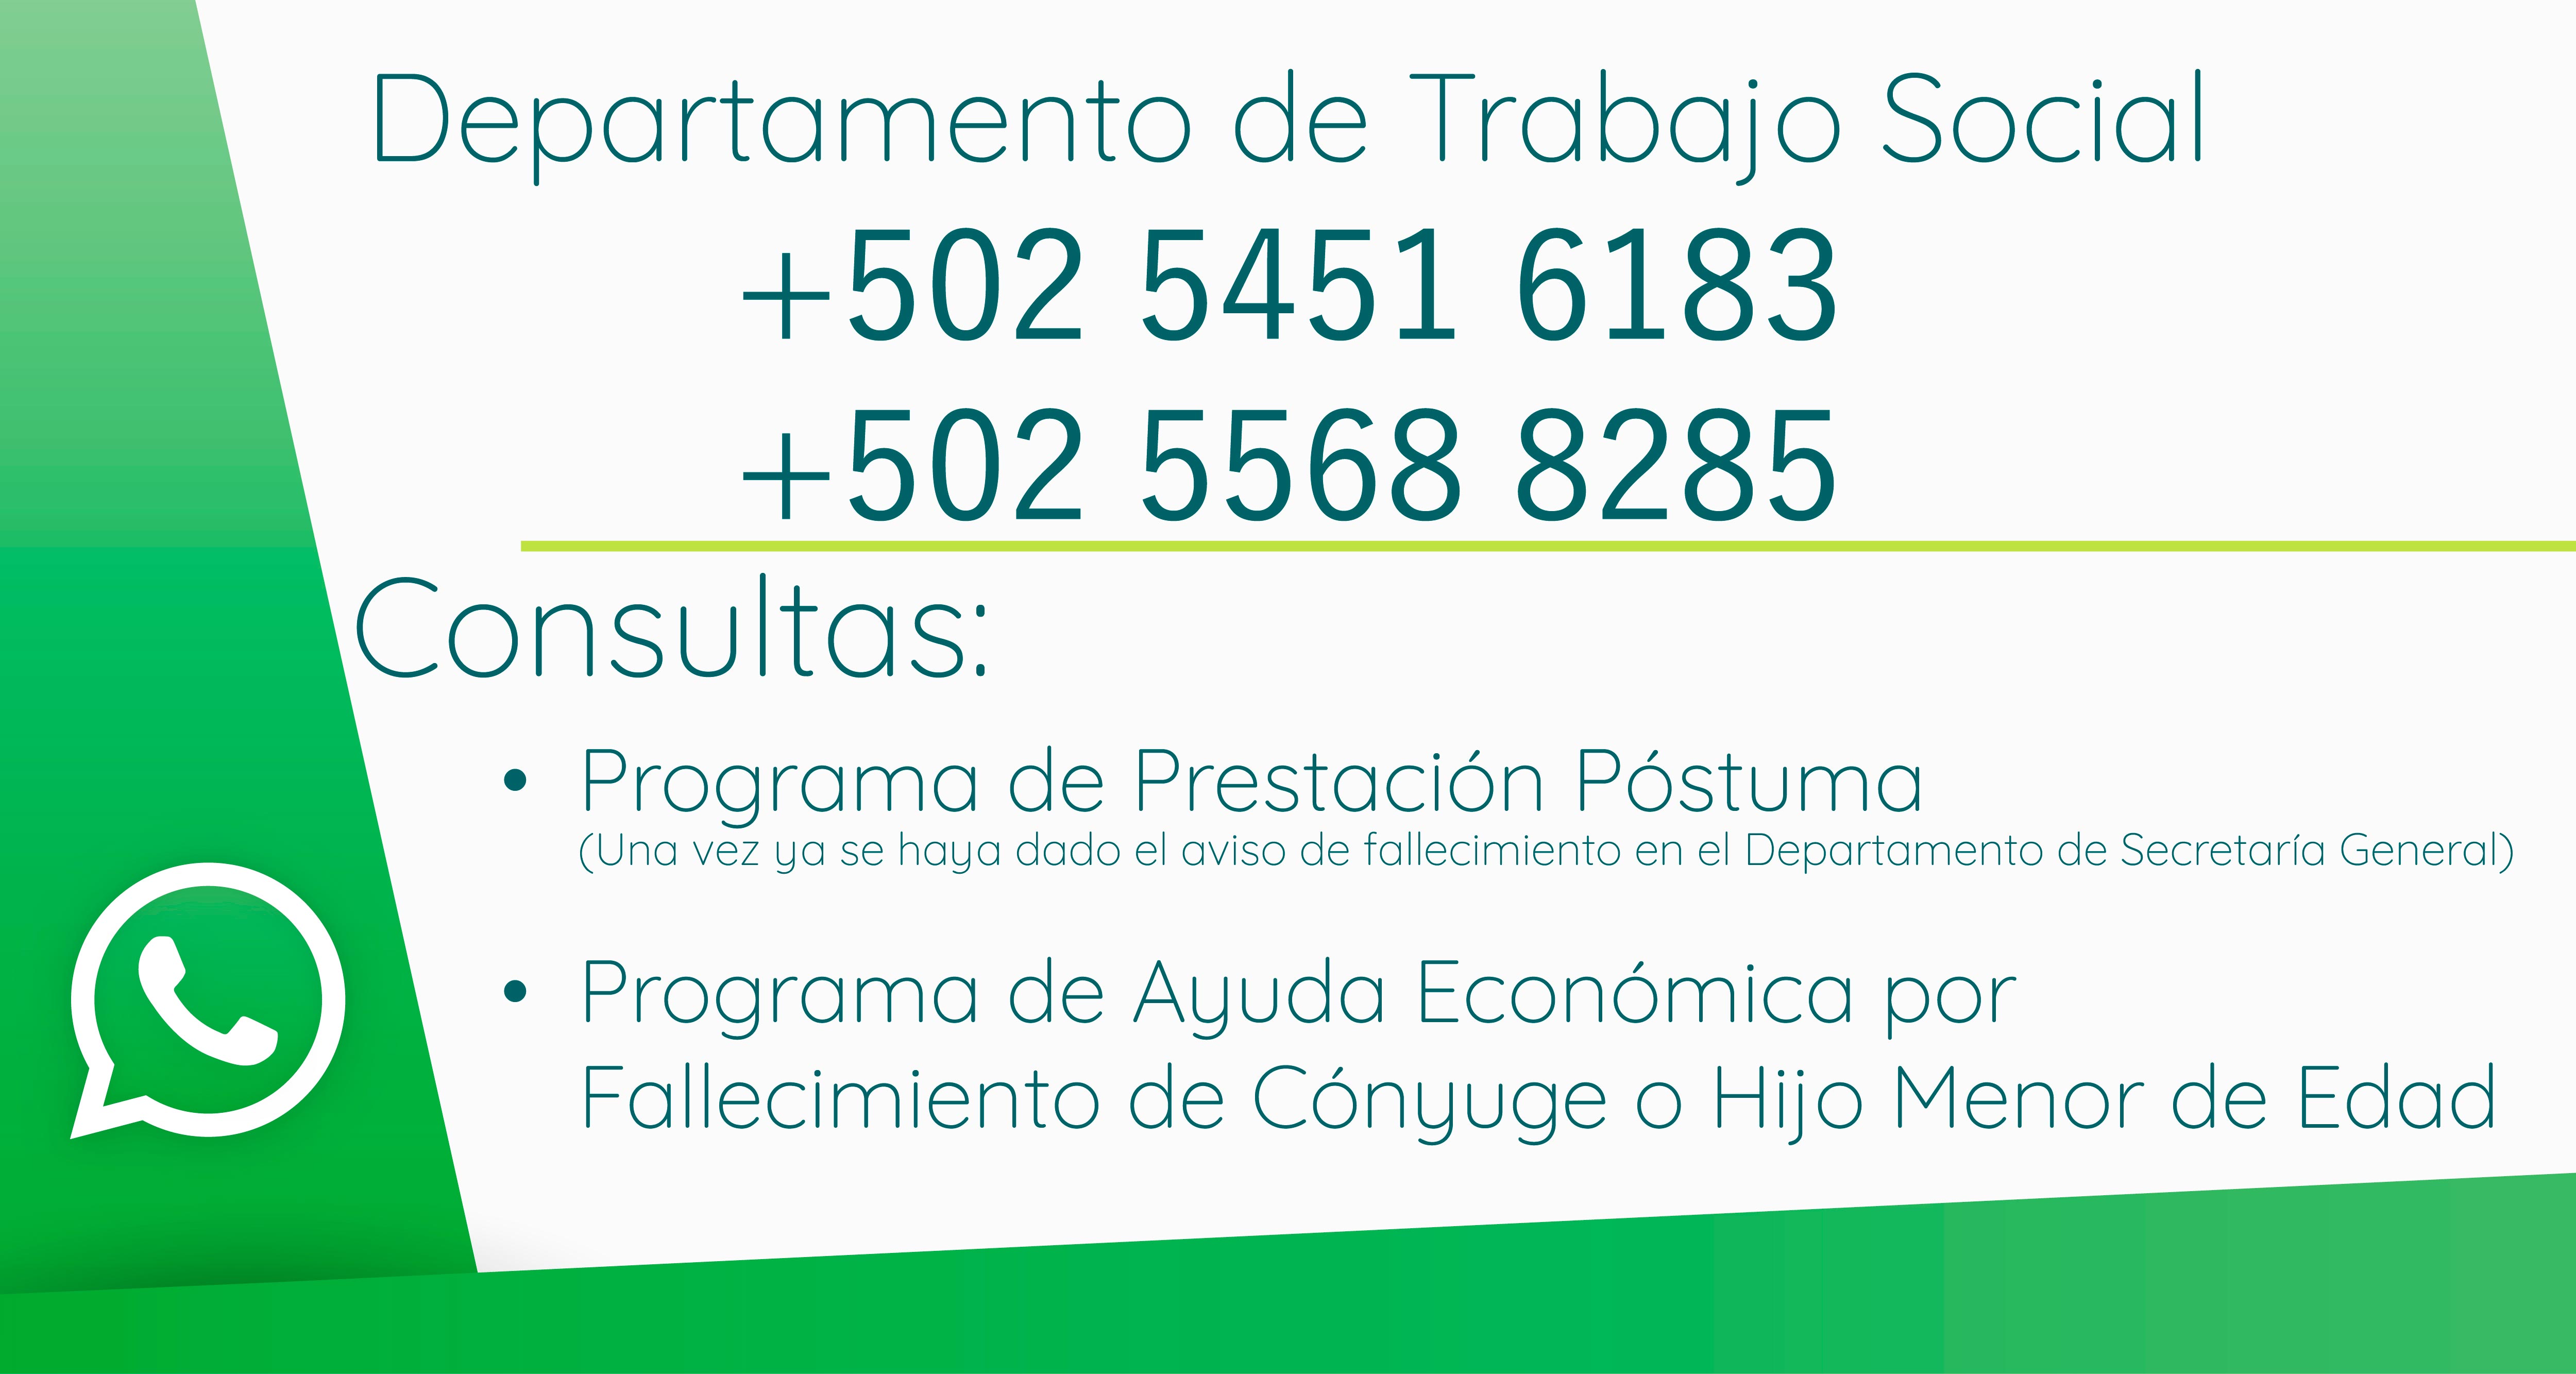 Departamento de Trabajo Social
+502 5451 6183
+502 5568 8285
Consultas:
• Programa de Prestación Póstuma
(Una vez ya se haya dado el aviso de fallecimiento en el Departamento de Secretaría General)
• Programa de Ayuda Económica por
Fallecimiento de Cónyuge o Hijo Menor de Edad